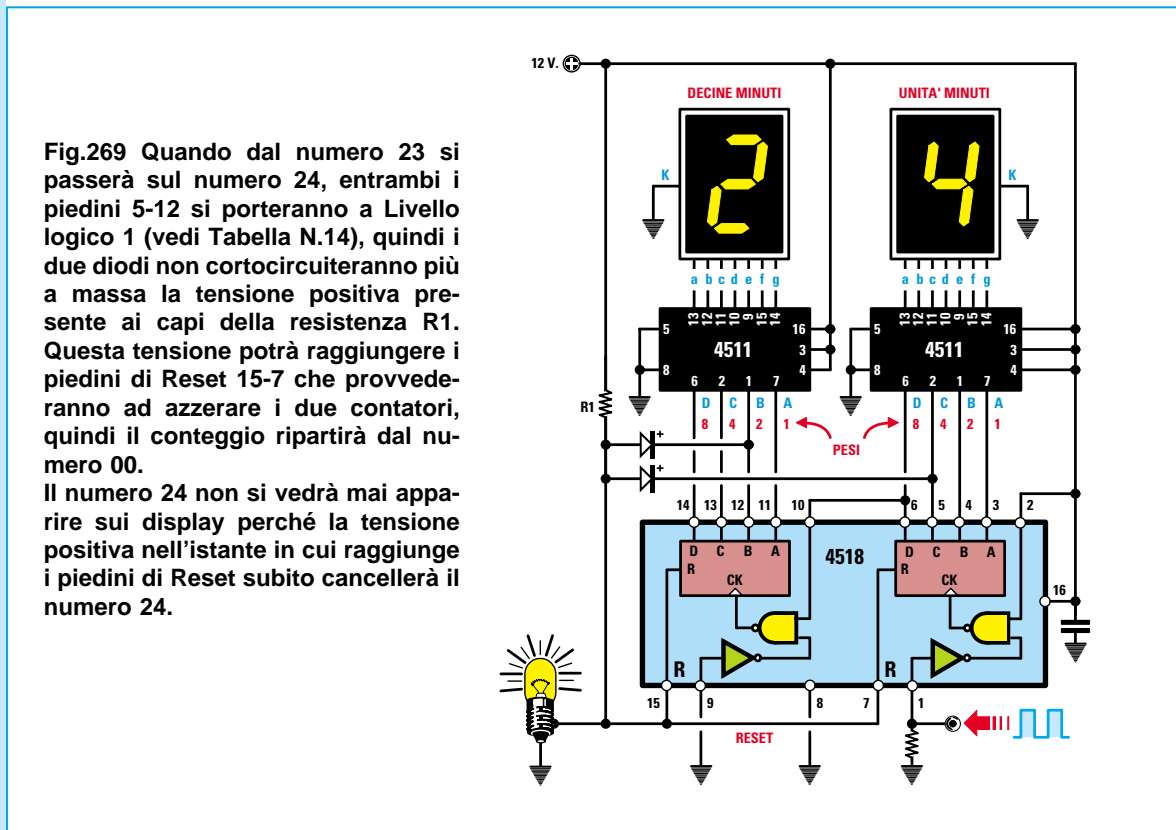 Fig.269 Quando dal numero 23 si
passerà sul numero 24, entrambi i
piedini 5-12 si porteranno a Livello
logico 1 (vedi Tabella N.14), quindi i
due diodi non cortocircuiteranno più
a massa la tensione positiva pre-
sente ai capi della resistenza R1.
Questa tensione potrà raggiungere i
piedini di Reset 15-7 che provvede-
ranno ad azzerare i due contatori,
quindi il conteggio ripartirà dal nu-
mero 00.
Il numero 24 non si vedrà mai appa-
rire sui display perché la tensione
positiva nell'istante in cui raggiunge
i piedini di Reset subito cancellerà il
numero 24.
12 V.
DECINE MINUTI UNITA' MINUTI
2 4
K K
a b c d e f g a b c d e f g
13 12 11 10 9 15 14 13 12 11 10 9 15 14
5 16 5 16
4511 3 4511 3
8 4 8 4
6 2 1 7 6 2 1 7
R1 D C B A D C B A
8 4 2 1 8 4 2 1
PESI
+
+
14 13 12 11 10 6 5 4 3 2
D C B A 4518 D C B A
R R
CK CK
16
R R
15 9 8 7 1
RESET